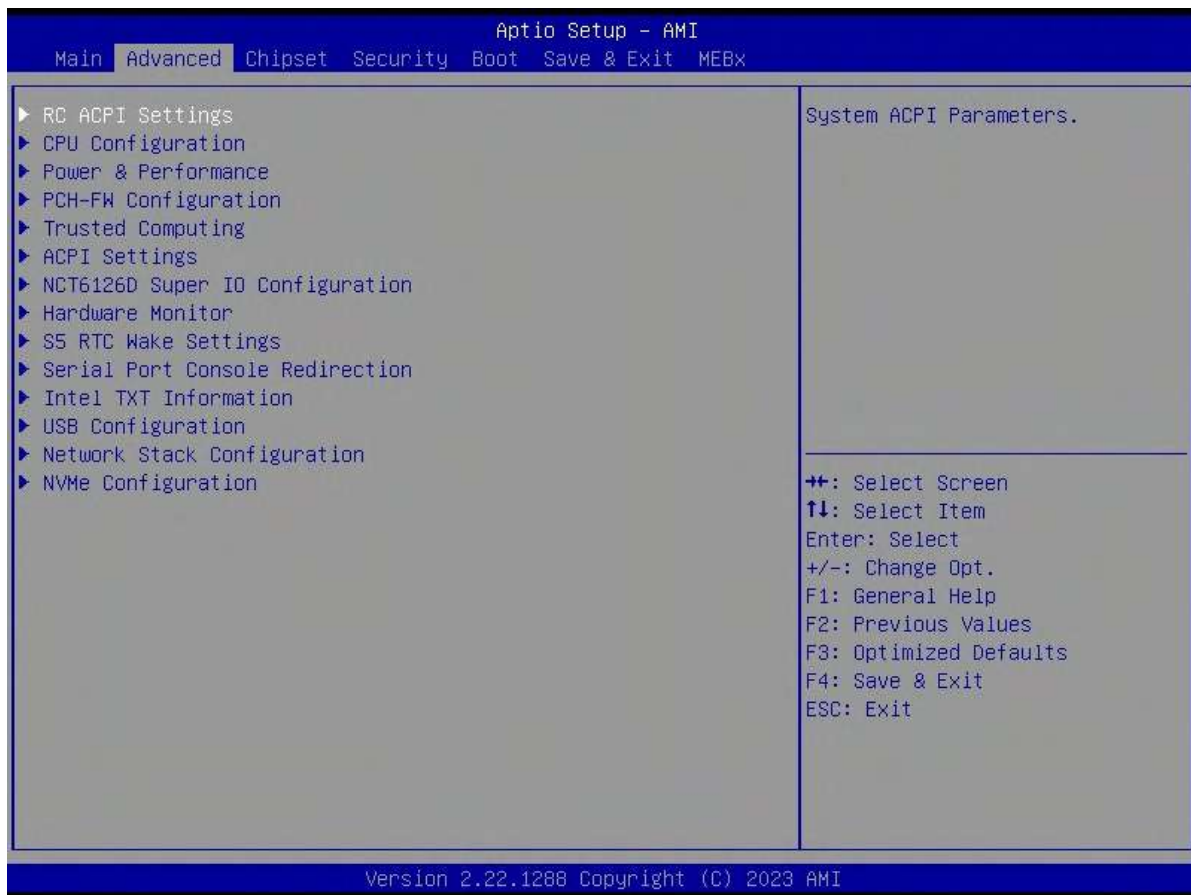 Aptio Setup – AMI
Main Advanced Chipset Security Boot Save & Exit MEBx
▶ RC ACPI Settings
▶ CPU Configuration
▶ Power & Performance
▶ PCH-FW Configuration
▶ Trusted Computing
▶ ACPI Settings
▶ NCT6126D Super IO Configuration
▶ Hardware Monitor
▶ S5 RTC Wake Settings
▶ Serial Port Console Redirection
▶ Intel TXT Information
▶ USB Configuration
▶ Network Stack Configuration
▶ NVMe Configuration
System ACPI Parameters.
→←: Select Screen
↑↓: Select Item
Enter: Select
+/-: Change Opt.
F1: General Help
F2: Previous Values
F3: Optimized Defaults
F4: Save & Exit
ESC: Exit
Version 2.22.1288 Copyright (C) 2023 AMI